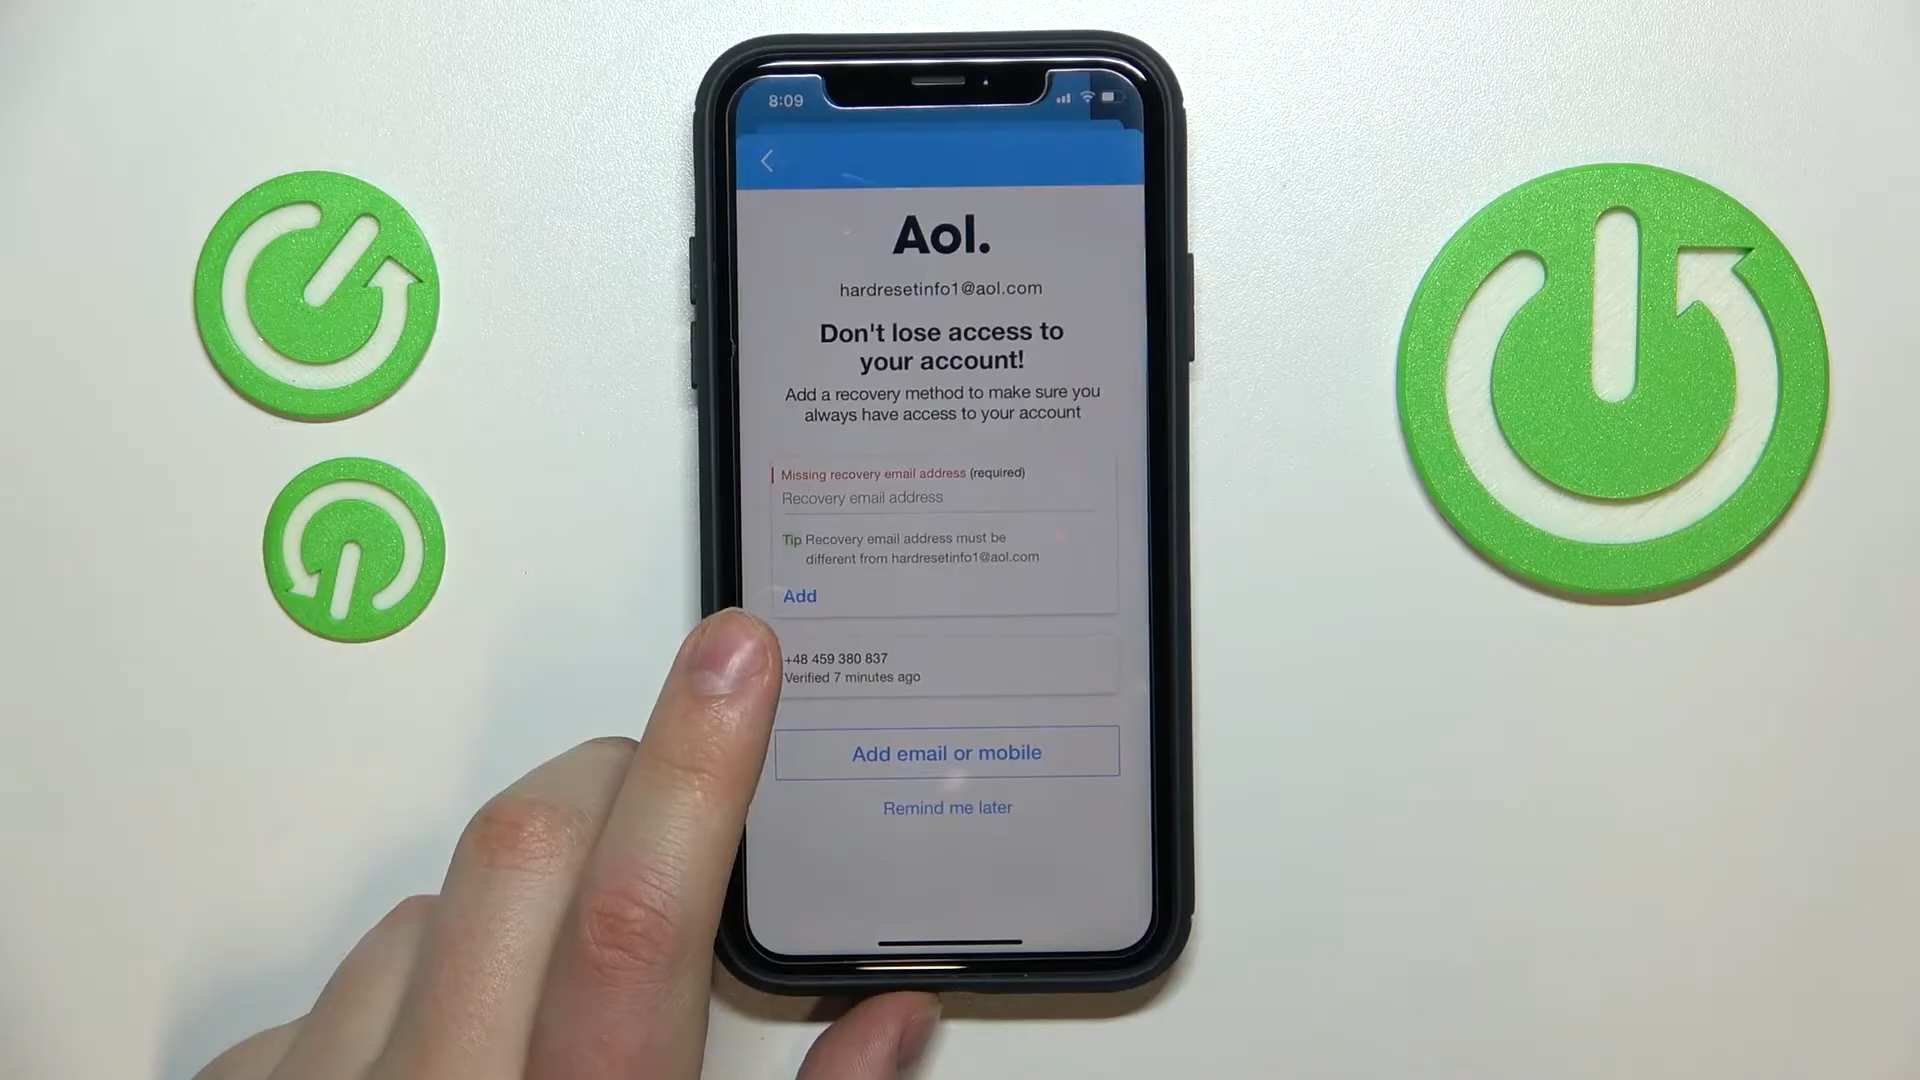 8:09
Aol.
hardresetinfo1@aol.com
Don't lose access to
your account!
Add a recovery method to make sure you
always have access to your account
Missing recovery email address (required)
Recovery email address
Tip Recovery email address must be
different from hardresetinfo1@aol.com
Add
+48 459 380 837
Verified 7 minutes ago
Add email or mobile
Remind me later